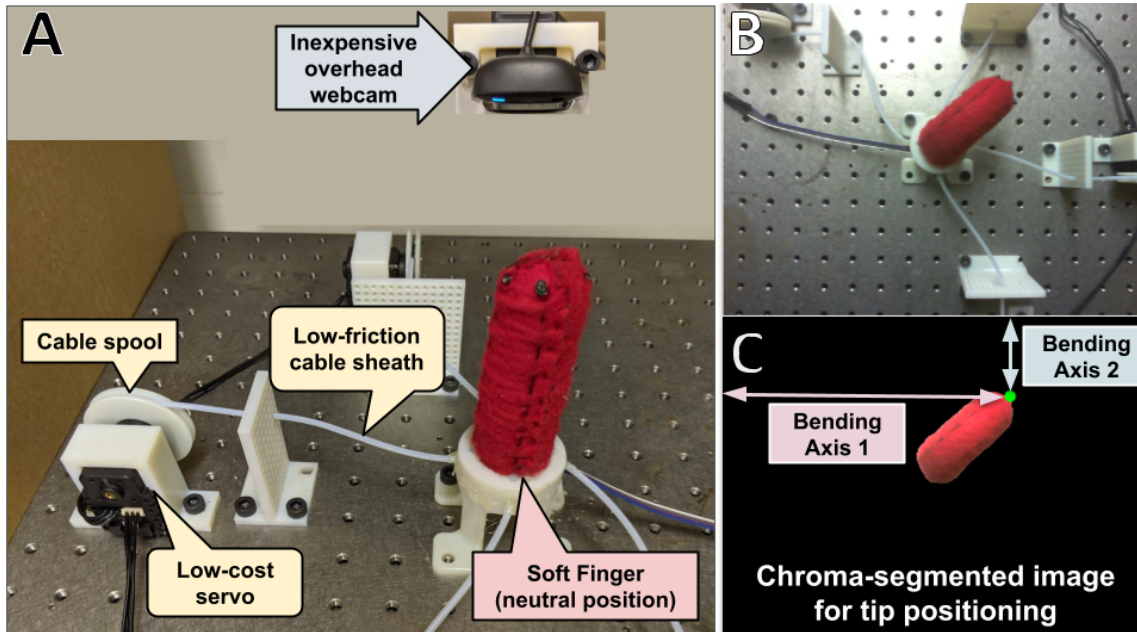 A
Inexpensive
overhead
webcam
Cable spool
Low-friction
cable sheath
Low-cost
servo
Soft Finger
(neutral position)
B
C
Bending
Axis 2
Bending
Axis 1
Chroma-segmented image
for tip positioning